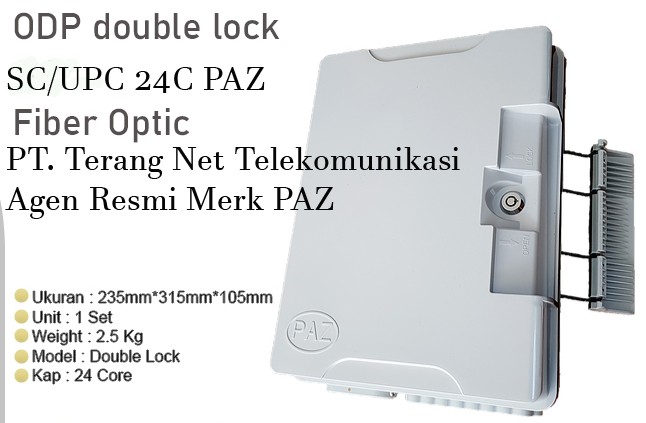 ODP double lock
SC/UPC 24C PAZ
Fiber Optic
PT. Terang Net Telekomunikasi
Agen Resmi Merk PAZ
Ukuran : 235mm*315mm*105mm
Unit : 1 Set
Weight : 2.5 Kg
Model : Double Lock
Kap : 24 Core
OPEN
PAZ